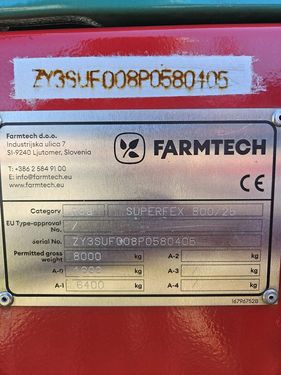 ZY3SUF008P0580405
Farmtech d.o.o.
Industrijska ulica 7
SI-9240 Ljutomer, Slovenia
T: +386 2 584 91 00
E: info@farmtech.eu
www.farmtech.eu
FARMTECH
CE
Category R3a SUPERFEX 800/25
EU Type-approval No. /
Serial No. ZY3SUF008P0580405
Permitted gross weight 8000 kg A-2 / kg
A-0 kg A-3 / kg
A-1 6400 kg A-4 / kg
167967528